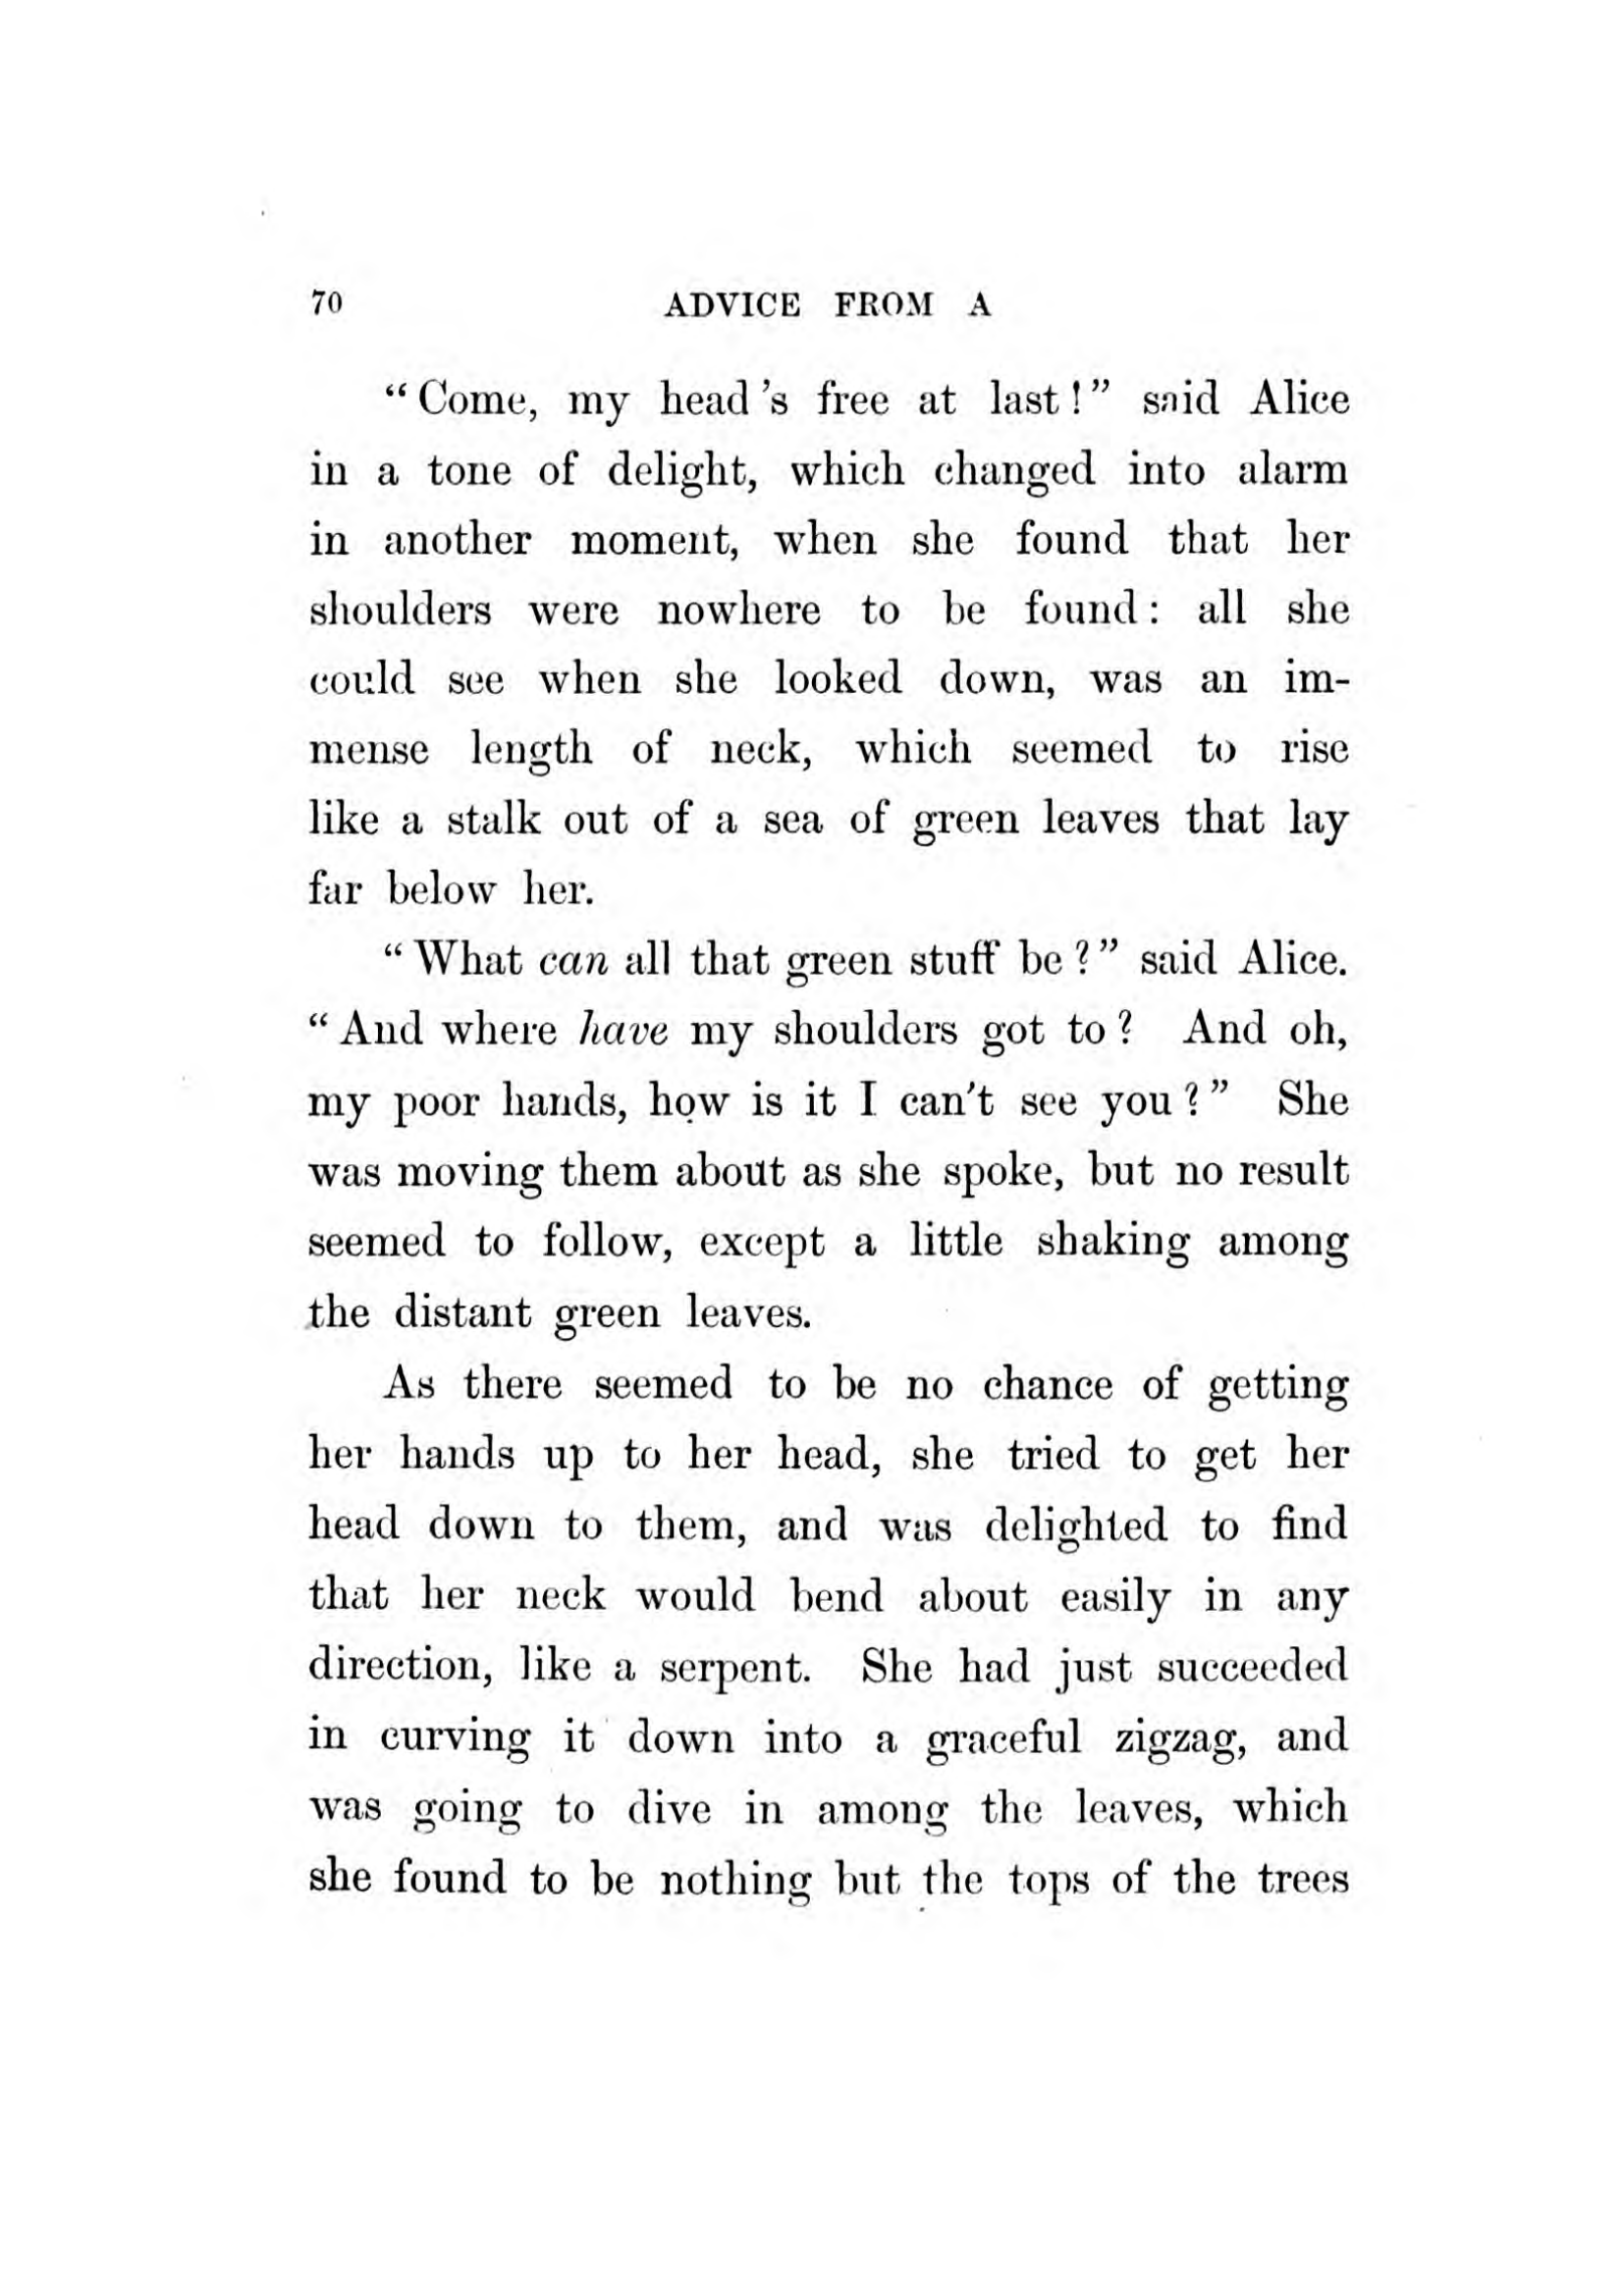 70 ADVICE FROM A
“Come, my head’s free at last!” said Alice
in a tone of delight, which changed into alarm
in another moment, when she found that her
shoulders were nowhere to be found: all she
could see when she looked down, was an im-
mense length of neck, which seemed to rise
like a stalk out of a sea of green leaves that lay
far below her.
“What can all that green stuff be?” said Alice.
“And where have my shoulders got to? And oh,
my poor hands, how is it I can't see you?” She
was moving them about as she spoke, but no result
seemed to follow, except a little shaking among
the distant green leaves.
As there seemed to be no chance of getting
her hands up to her head, she tried to get her
head down to them, and was delighted to find
that her neck would bend about easily in any
direction, like a serpent. She had just succeeded
in curving it down into a graceful zigzag, and
was going to dive in among the leaves, which
she found to be nothing but the tops of the trees